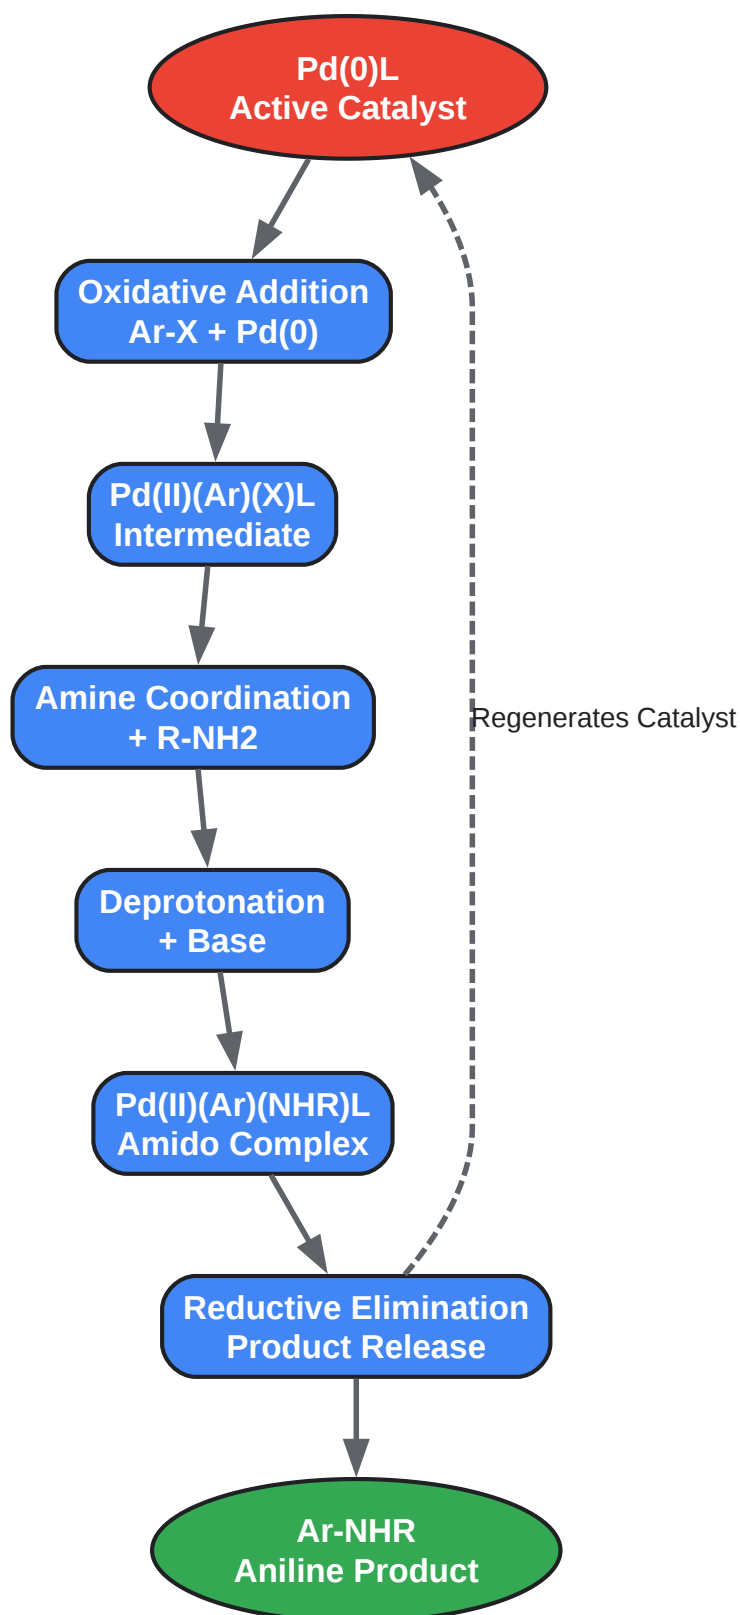 Pd(0)L
Active Catalyst
Oxidative Addition
Ar-X + Pd(0)
Pd(II)(Ar)(X)L
Intermediate
Amine Coordination
+ R-NH2
Regenerates Catalyst
Deprotonation
+ Base
Pd(II)(Ar)(NHR)L
Amido Complex
Reductive Elimination
Product Release
Ar-NHR
Aniline Product